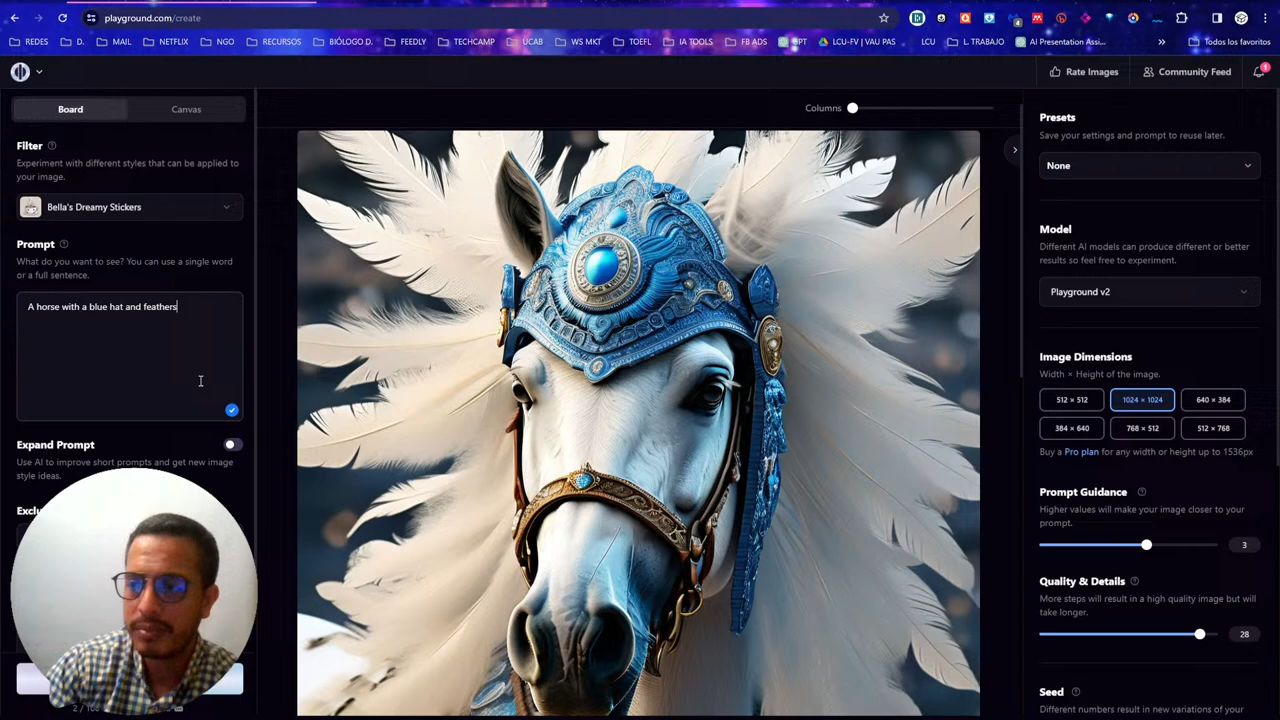 playground.com/create
REDES
D.
MAIL
NETFLIX
NGO
RECURSOS
BIÓLOGO D.
FEEDLY
TECHCAMP
UCAB
WS MKT
TOEFL
IA TOOLS
FB ADS
LCU-FV | VAU PAS
LCU
L. TRABAJO
AI Presentation Assi...
Todos los favoritos
Rate Images
Community Feed
1
Board
Canvas
Columns
Filter
Experiment with different styles that can be applied to
your image.
Bella's Dreamy Stickers
Prompt
What do you want to see? You can use a single word
or a full sentence.
A horse with a blue hat and feathers
Expand Prompt
Use AI to improve short prompts and get new image
style ideas.
Presets
Save your settings and prompt to reuse later.
None
Model
Different AI models can produce different or better
results so feel free to experiment.
Playground v2
Image Dimensions
Width × Height of the image.
512 × 512
1024 × 1024
640 × 384
384 × 640
768 × 512
512 × 768
Buy a Pro plan for any width or height up to 1536px
Prompt Guidance
Higher values will make your image closer to your
prompt.
3
Quality & Details
More steps will result in a high quality image but will
take longer.
28
Seed
Different numbers result in new variations of your